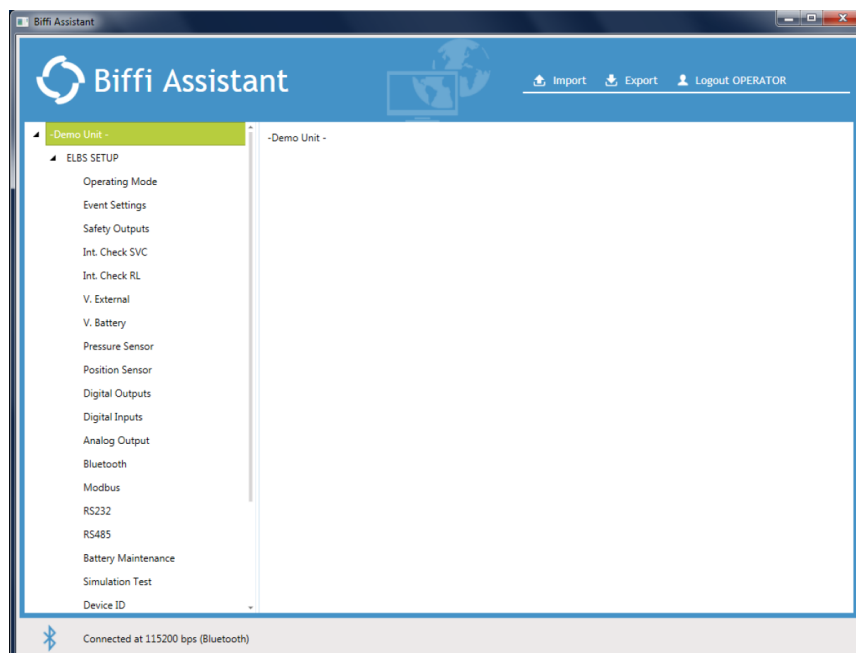 Biffi Assistant
Biffi Assistant
Import Export Logout OPERATOR
-Demo Unit -
-Demo Unit -
ELBS SETUP
Operating Mode
Event Settings
Safety Outputs
Int. Check SVC
Int. Check RL
V. External
V. Battery
Pressure Sensor
Position Sensor
Digital Outputs
Digital Inputs
Analog Output
Bluetooth
Modbus
RS232
RS485
Battery Maintenance
Simulation Test
Device ID
Connected at 115200 bps (Bluetooth)